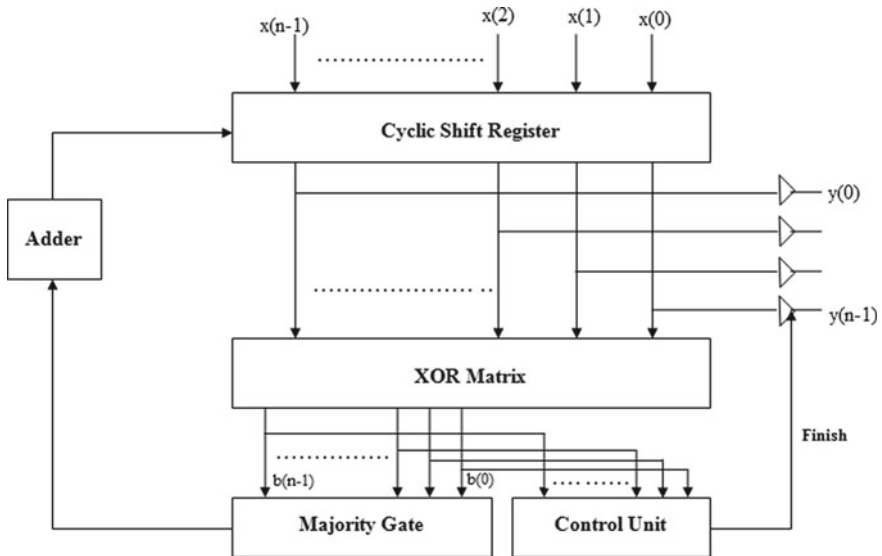 x(n-1)
x(2)
x(1)
x(0)
Cyclic Shift Register
y(0)
Adder
y(n-1)
XOR Matrix
Finish
b(n-1)
b(0)
Majority Gate
Control Unit